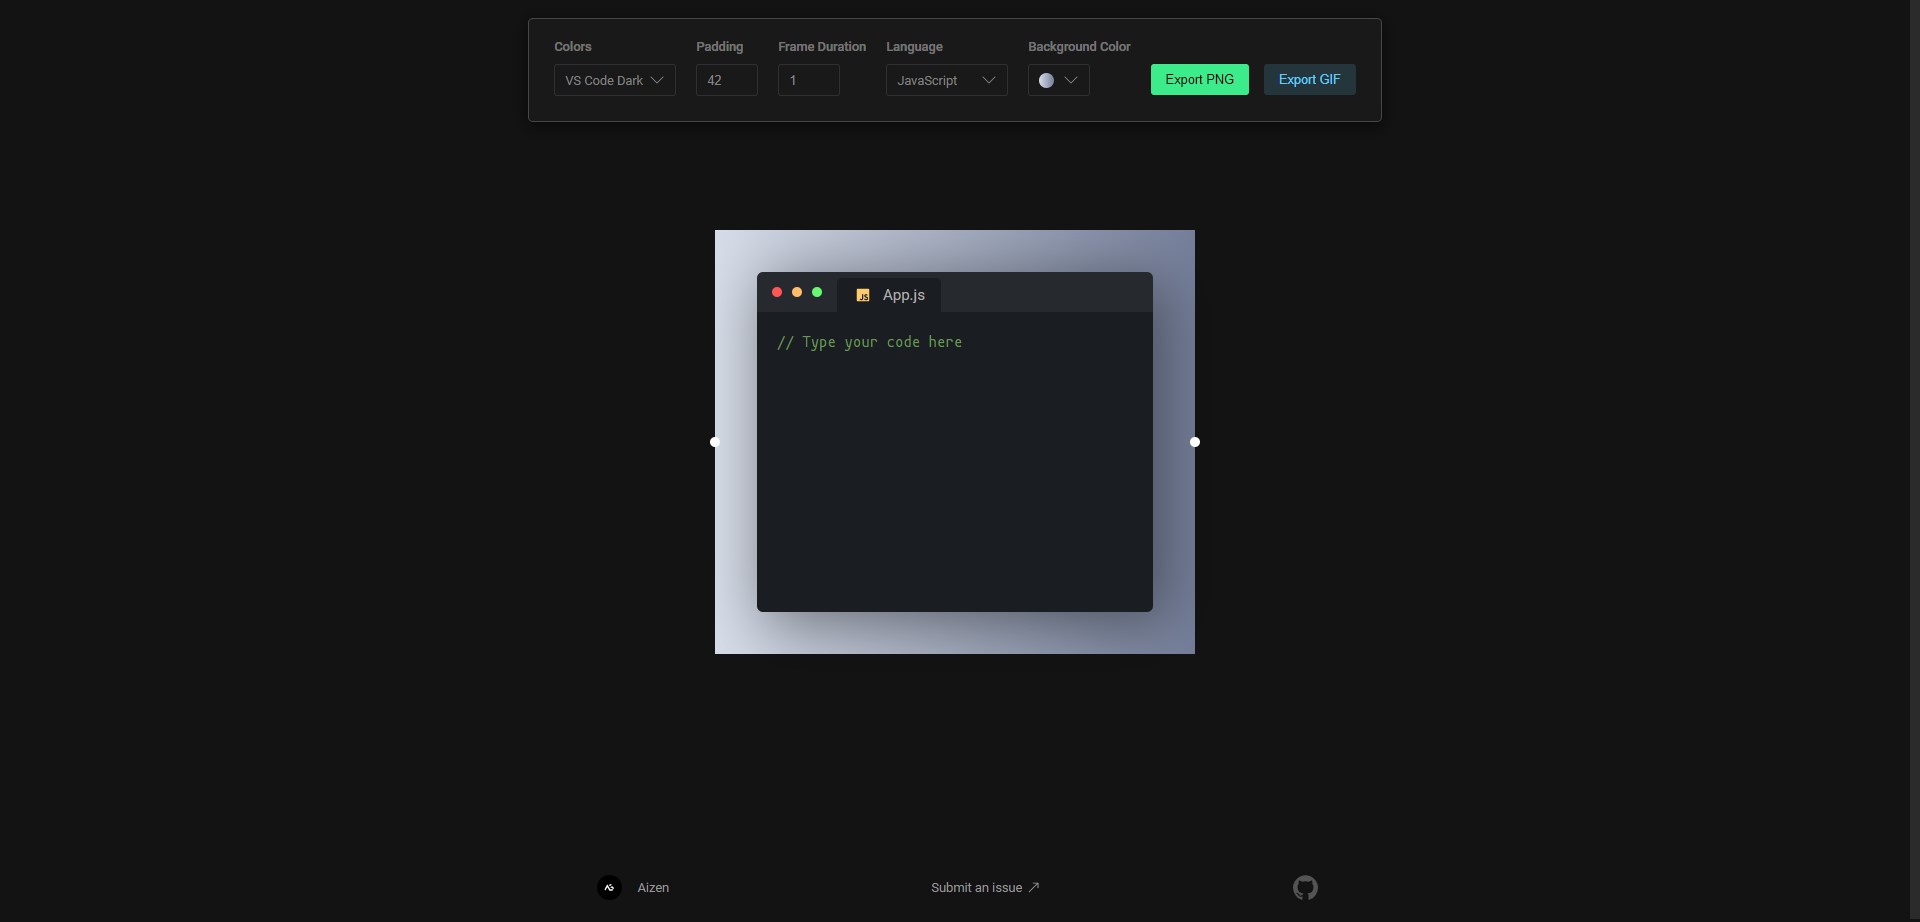 Colors Padding Frame Duration Language Background Color
VS Code Dark 42 1 JavaScript Export PNG Export GIF
JS App.js
// Type your code here
Aizen Submit an issue